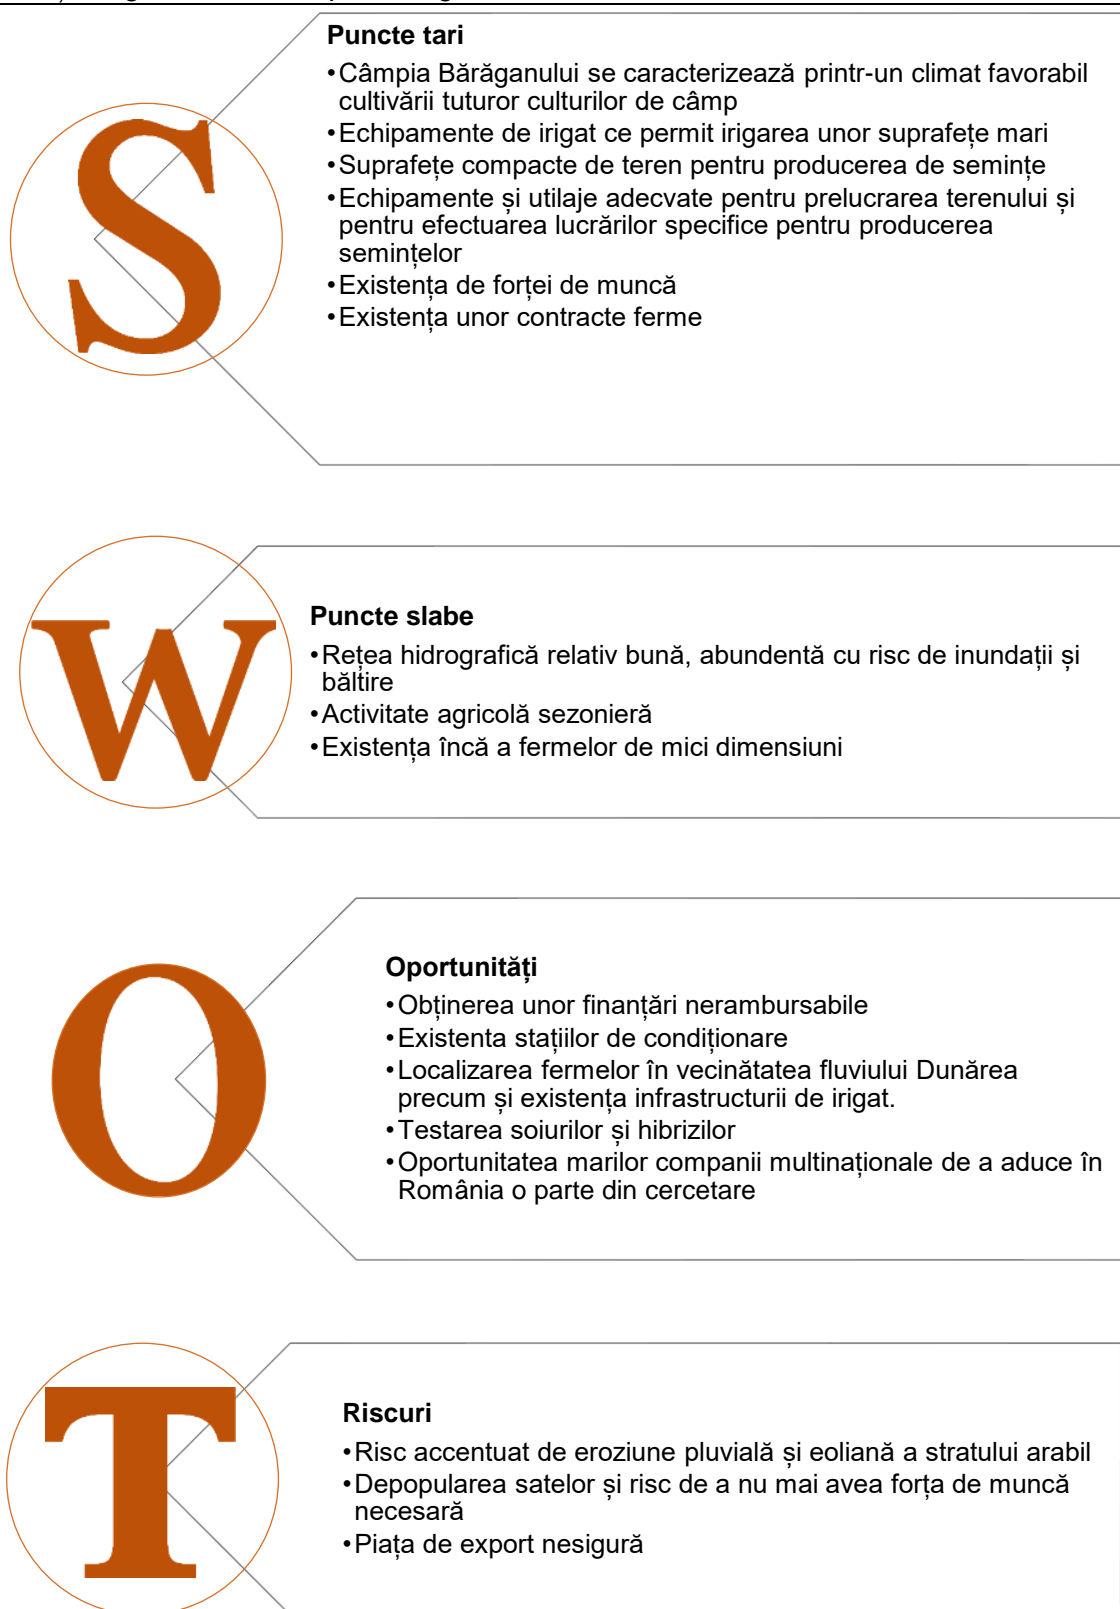 S
Puncte tari
•Câmpia Bărăganului se caracterizează printr-un climat favorabil
cultivării tuturor culturilor de câmp
•Echipamente de irigat ce permit irigarea unor suprafețe mari
•Suprafețe compacte de teren pentru producerea de semințe
•Echipamente și utilaje adecvate pentru prelucrarea terenului și
pentru efectuarea lucrărilor specifice pentru producerea
semințelor
•Existența de forței de muncă
•Existența unor contracte ferme
W
Puncte slabe
•Rețea hidrografică relativ bună, abundentă cu risc de inundații și
băltire
•Activitate agricolă sezonieră
•Existența încă a fermelor de mici dimensiuni
O
Oportunități
•Obținerea unor finanțări nerambursabile
•Existenta stațiilor de condiționare
•Localizarea fermelor în vecinătatea fluviului Dunărea
precum și existența infrastructurii de irigat.
•Testarea soiurilor și hibrizilor
•Oportunitatea marilor companii multinaționale de a aduce în
România o parte din cercetare
T
Riscuri
•Risc accentuat de eroziune pluvială și eoliană a stratului arabil
•Depopularea satelor și risc de a nu mai avea forța de muncă
necesară
•Piața de export nesigură